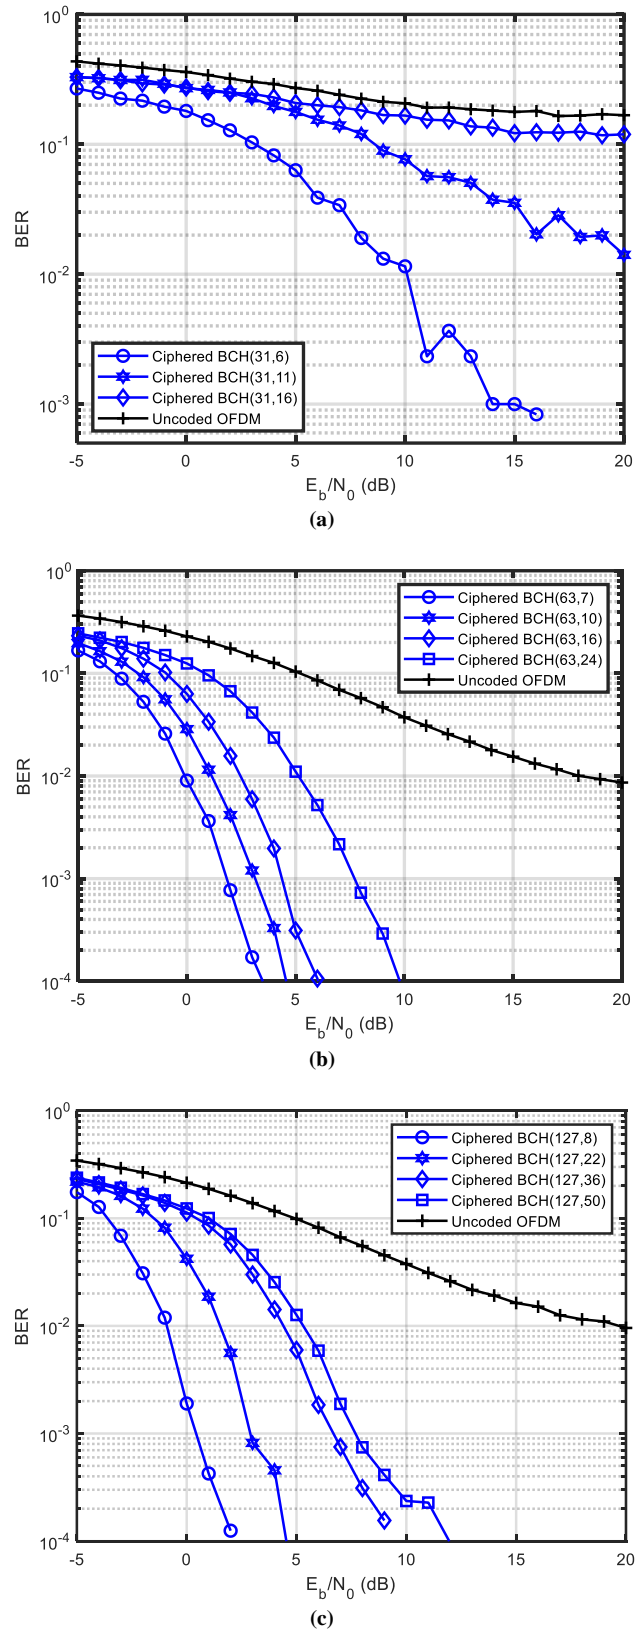 10^0
10^-1
10^-2
10^-3
BER
Ciphered BCH(31,6)
Ciphered BCH(31,11)
Ciphered BCH(31,16)
Uncoded OFDM
-5 0 5 10 15 20
E_b/N_0 (dB)
(a)
10^0
10^-1
10^-2
10^-3
10^-4
BER
Ciphered BCH(63,7)
Ciphered BCH(63,10)
Ciphered BCH(63,16)
Ciphered BCH(63,24)
Uncoded OFDM
-5 0 5 10 15 20
E_b/N_0 (dB)
(b)
10^0
10^-1
10^-2
10^-3
10^-4
BER
Ciphered BCH(127,8)
Ciphered BCH(127,22)
Ciphered BCH(127,36)
Ciphered BCH(127,50)
Uncoded OFDM
-5 0 5 10 15 20
E_b/N_0 (dB)
(c)